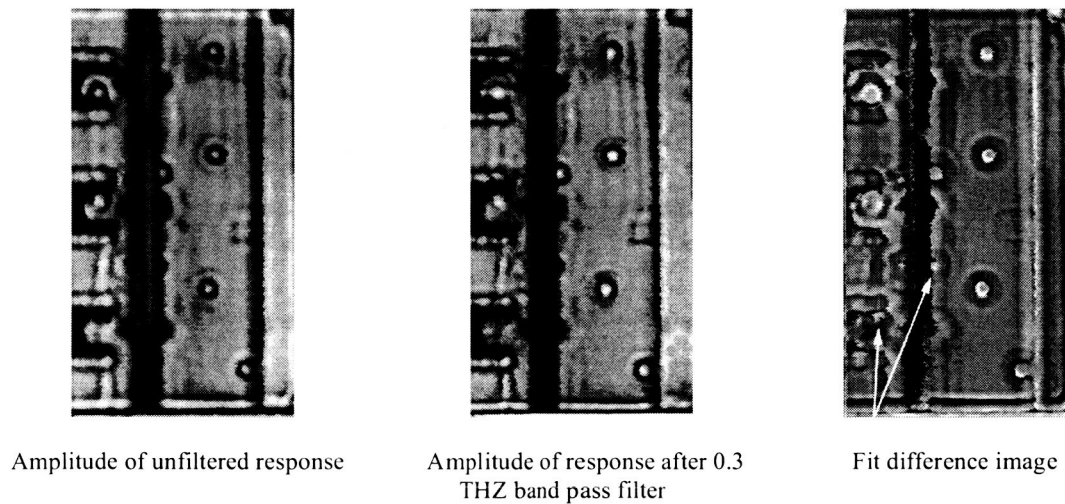 Amplitude of unfiltered response
Amplitude of response after 0.3
THZ band pass filter
Fit difference image